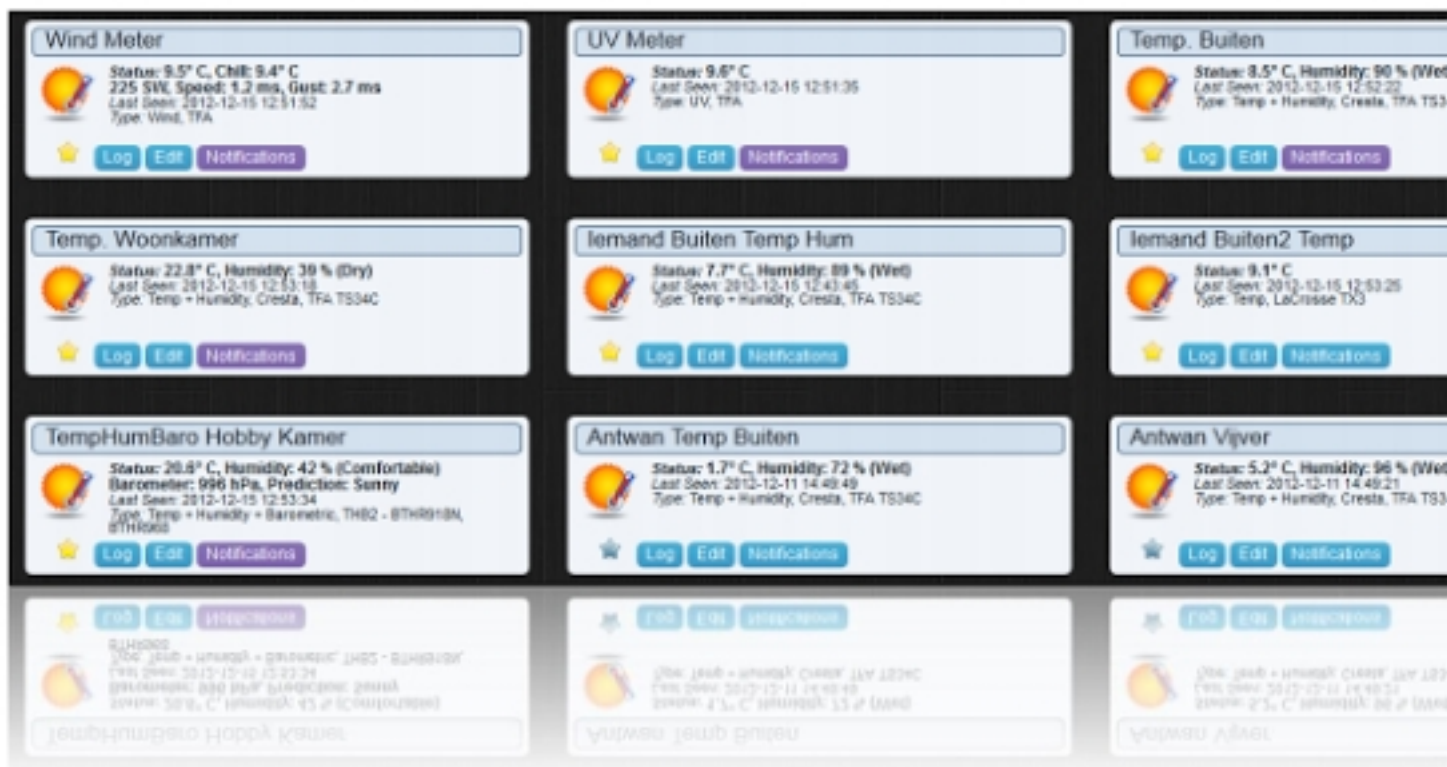 Wind Meter
Status: 9.5° C, Chill: 9.4° C
225 SW, Speed: 1.2 ms, Gust: 2.7 ms
Last Seen: 2012-12-15 12:51:52
Type: Wind, TFA
Log Edit Notifications
UV Meter
Status: 9.6° C
Last Seen: 2012-12-15 12:51:35
Type: UV, TFA
Log Edit Notifications
Temp. Buiten
Status: 8.5° C, Humidity: 90 % (Wet
Last Seen: 2012-12-15 12:52:22
Type: Temp + Humidity, Cresta, TFA TS3
Log Edit Notifications
Temp. Woonkamer
Status: 22.8° C, Humidity: 39 % (Dry)
Last Seen: 2012-12-15 12:53:18
Type: Temp + Humidity, Cresta, TFA TS34C
Log Edit Notifications
Iemand Buiten Temp Hum
Status: 7.7° C, Humidity: 89 % (Wet)
Last Seen: 2012-12-15 12:43:45
Type: Temp + Humidity, Cresta, TFA TS34C
Log Edit Notifications
Iemand Buiten2 Temp
Status: 9.1° C
Last Seen: 2012-12-15 12:53:25
Type: Temp, LaCrosse TX3
Log Edit Notifications
TempHumBaro Hobby Kamer
Status: 20.6° C, Humidity: 42 % (Comfortable)
Barometer: 996 hPa, Prediction: Sunny
Last Seen: 2012-12-15 12:53:34
Type: Temp + Humidity + Barometric, THB2 - BTHR918N,
BTHR968
Log Edit Notifications
Antwan Temp Buiten
Status: 1.7° C, Humidity: 72 % (Wet)
Last Seen: 2012-12-11 14:49:49
Type: Temp + Humidity, Cresta, TFA TS34C
Log Edit Notifications
Antwan Vijver
Status: 5.2° C, Humidity: 96 % (Wet
Last Seen: 2012-12-11 14:49:21
Type: Temp + Humidity, Cresta, TFA TS3
Log Edit Notifications